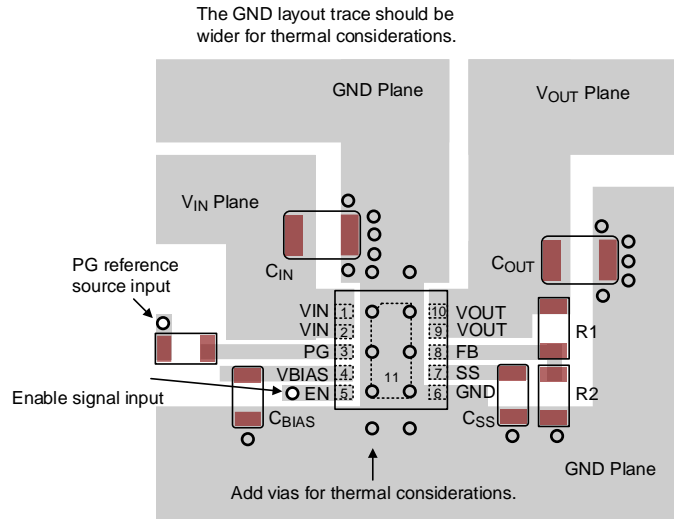 The GND layout trace should be
wider for thermal considerations.
GND Plane
VOUT Plane
VIN Plane
CIN
COUT
PG reference
source input
VIN 1 10 VOUT
VIN 2 9 VOUT
PG 3 8 FB
VBIAS 4 7 SS
EN 5 6 GND
11
R1
R2
Enable signal input
CBIAS
CSS
GND Plane
Add vias for thermal considerations.